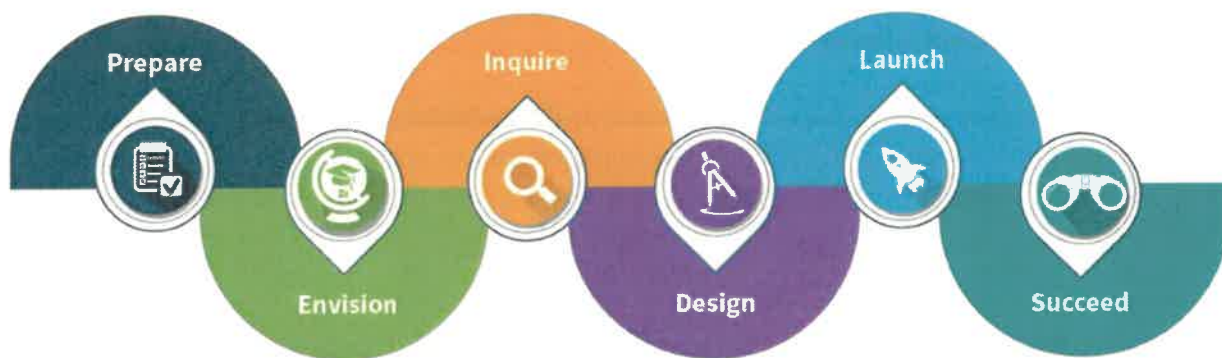 Prepare
Envision
Inquire
Design
Launch
Succeed